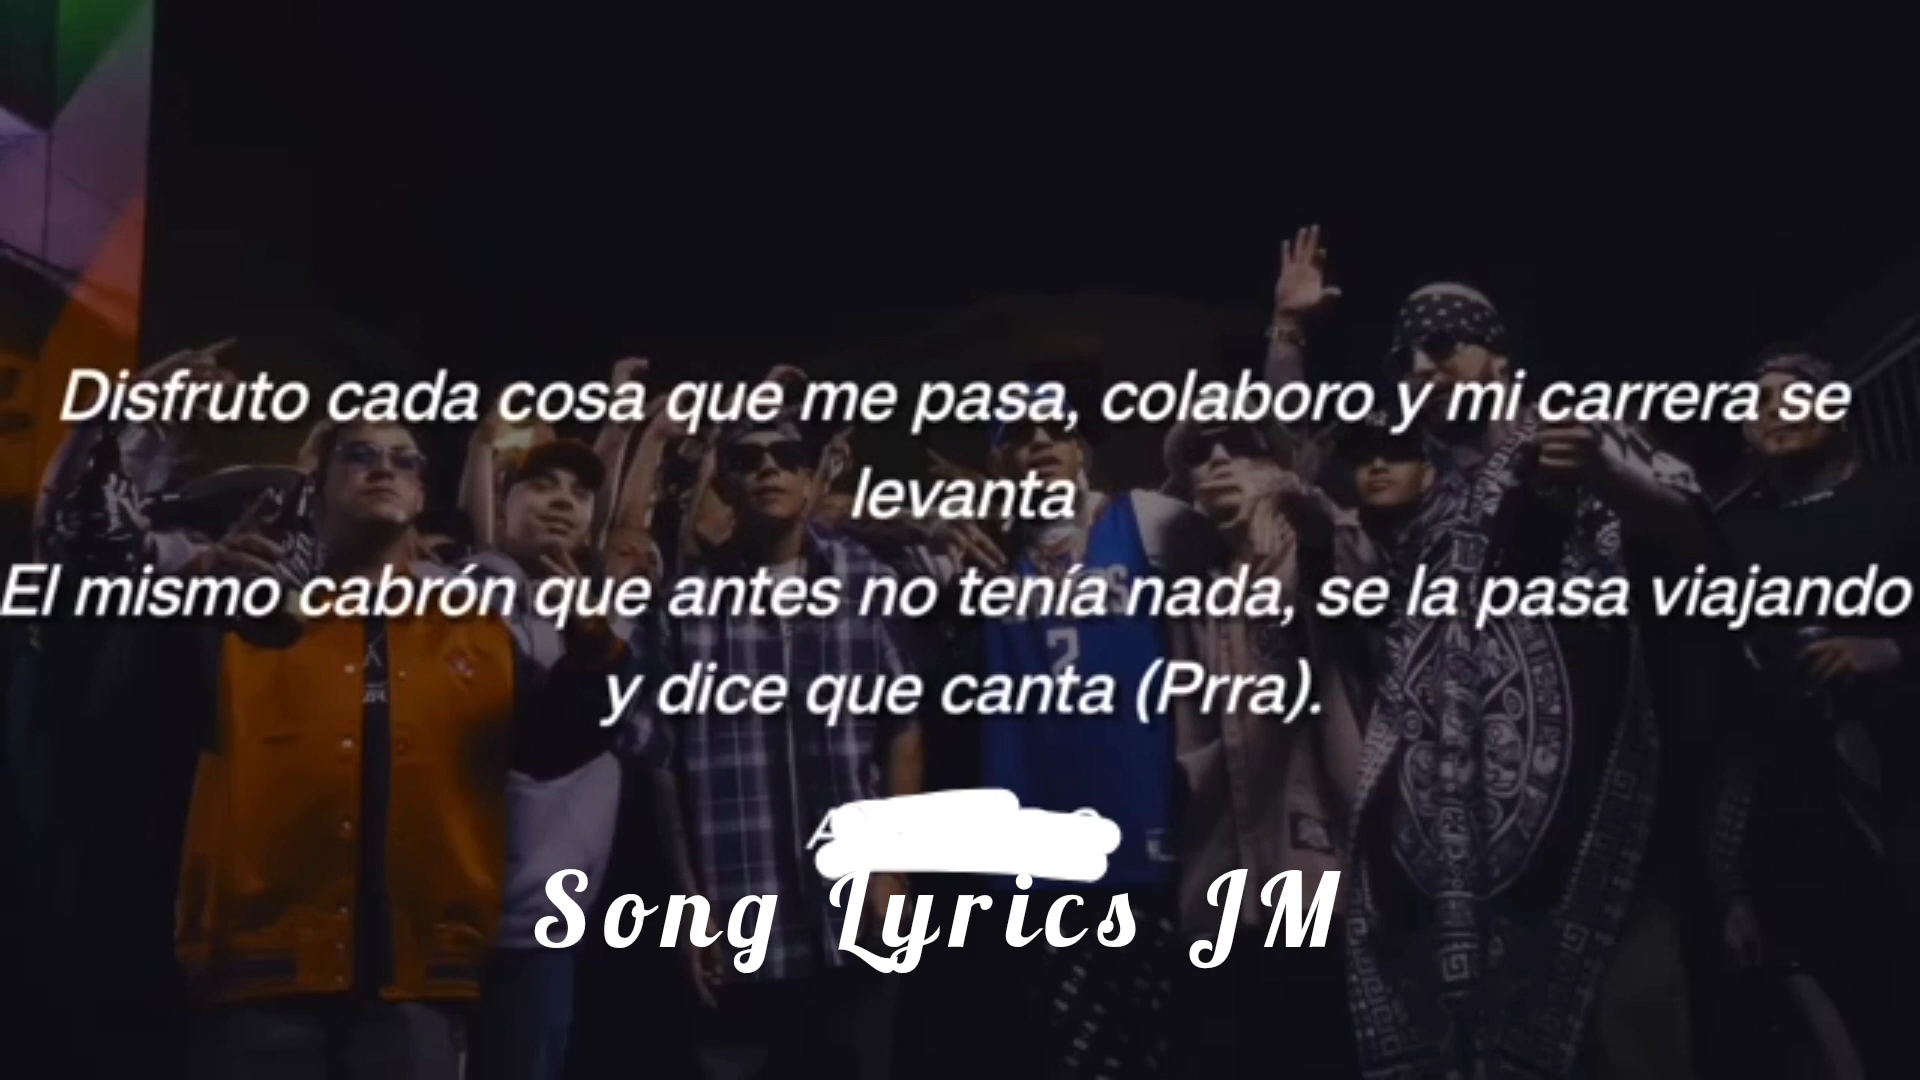 Disfruto cada cosa que me pasa, colaboro y mi carrera se
levanta
El mismo cabrón que antes no tenía nada, se la pasa viajando
y dice que canta (Prra).
Song Lyrics JM